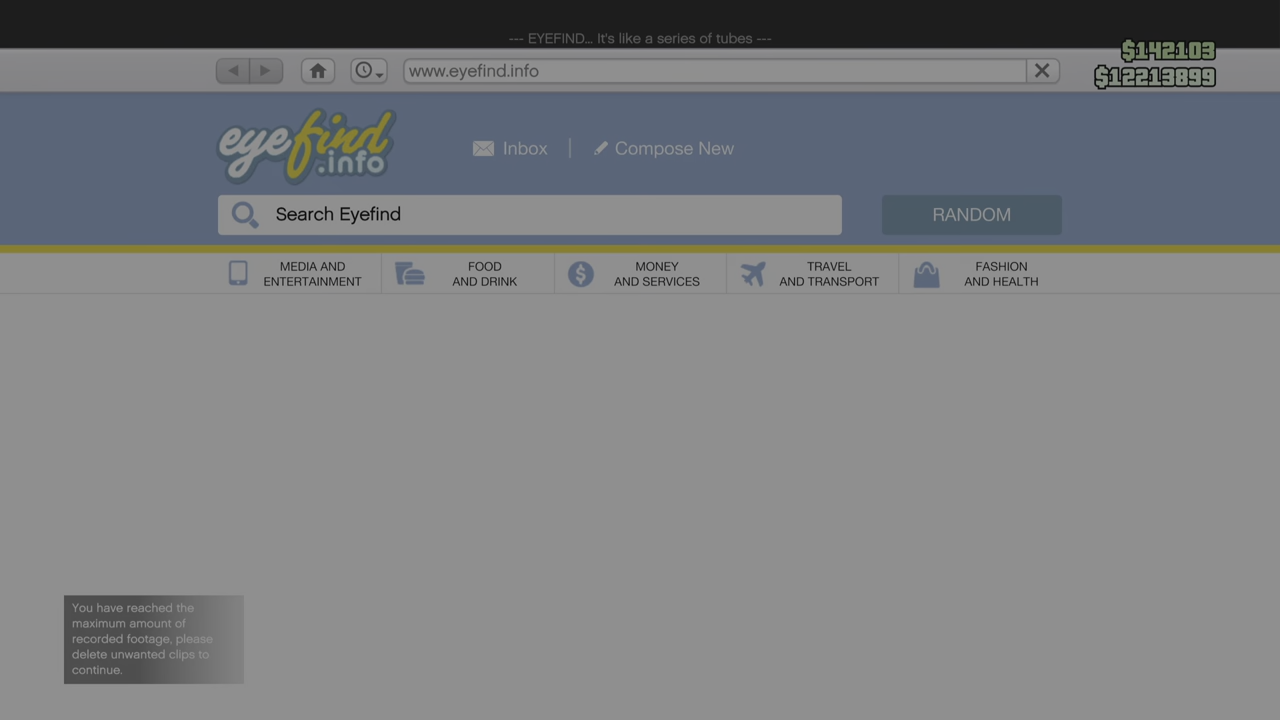 --- EYEFIND... It's like a series of tubes ---
$142103
www.eyefind.info
$12213899
eyefind
.info
Inbox
Compose New
Search Eyefind
RANDOM
MEDIA AND
ENTERTAINMENT
FOOD
AND DRINK
MONEY
AND SERVICES
TRAVEL
AND TRANSPORT
FASHION
AND HEALTH
You have reached the
maximum amount of
recorded footage, please
delete unwanted clips to
continue.